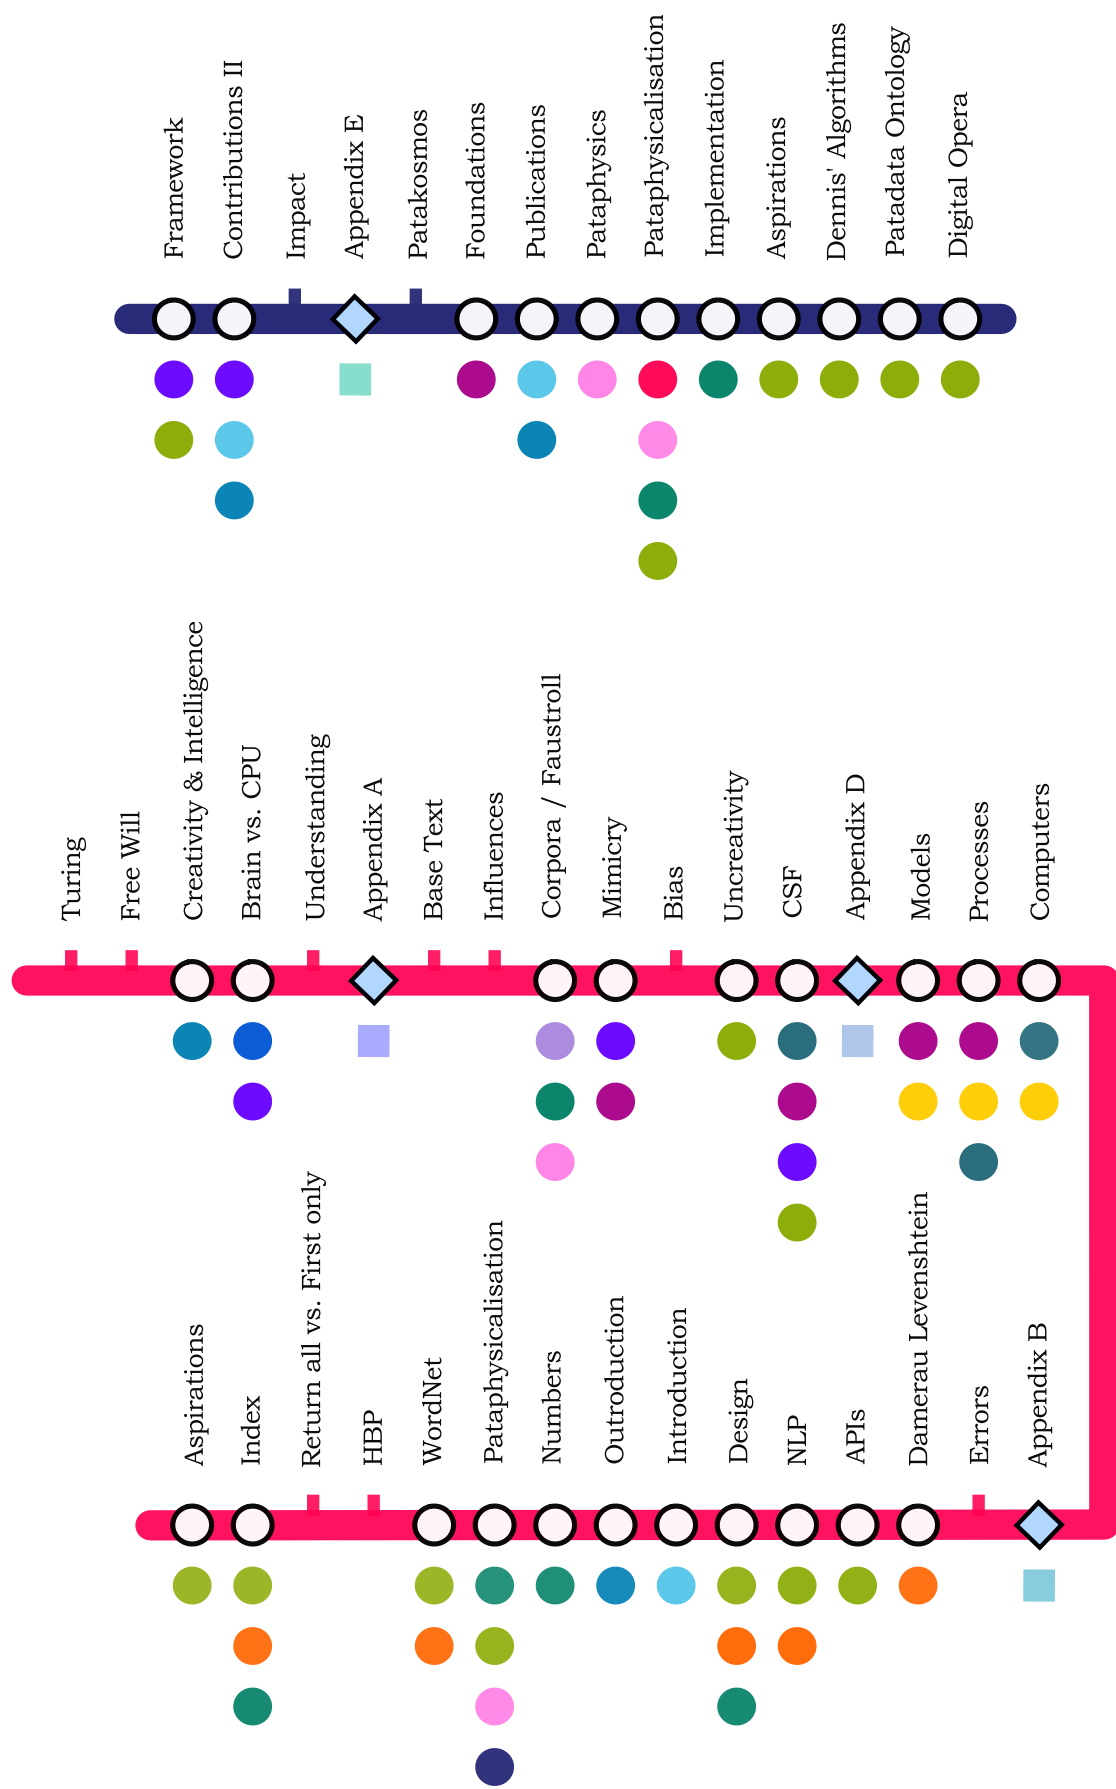 Framework
Contributions II
Impact
Appendix E
Patakosmos
Foundations
Publications
Pataphysics
Pataphysicalisation
Implementation
Aspirations
Dennis' Algorithms
Patadata Ontology
Digital Opera
Turing
Free Will
Creativity & Intelligence
Brain vs. CPU
Understanding
Appendix A
Base Text
Influences
Corpora / Faustroll
Mimicry
Bias
Uncreativity
CSF
Appendix D
Models
Processes
Computers
Aspirations
Index
Return all vs. First only
HBP
WordNet
Pataphysicalisation
Numbers
Outroduction
Introduction
Design
NLP
APIs
Damerau Levenshtein
Errors
Appendix B